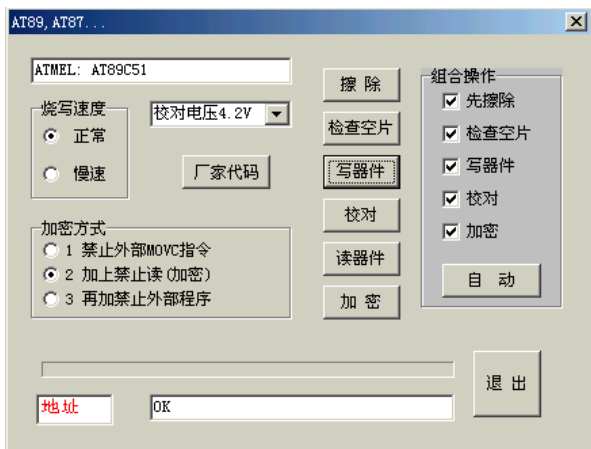 AT89, AT87...
ATMEL: AT89C51
烧写速度
正常
慢速
校对电压4.2V
厂家代码
加密方式
1 禁止外部MOVC指令
2 加上禁止读(加密)
3 再加禁止外部程序
擦 除
检查空片
写器件
校对
读器件
加 密
组合操作
先擦除
检查空片
写器件
校对
加密
自 动
地址
OK
退 出